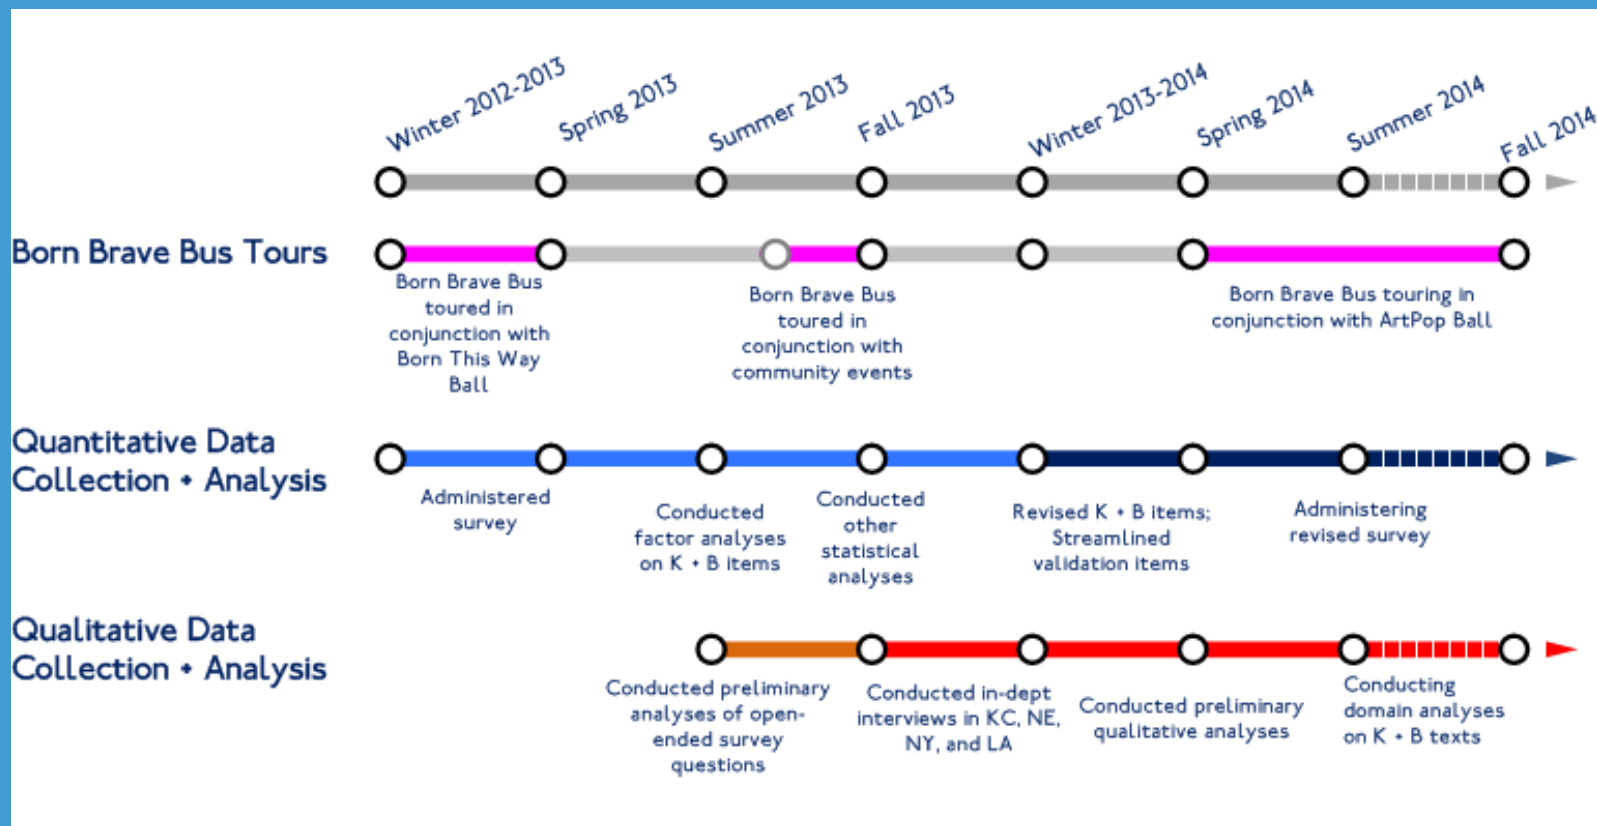 Winter 2012-2013
Spring 2013
Summer 2013
Fall 2013
Winter 2013-2014
Spring 2014
Summer 2014
Fall 2014
Born Brave Bus Tours
Born Brave Bus
toured in
conjunction with
Born This Way
Ball
Born Brave Bus
toured in
conjunction with
community events
Born Brave Bus touring in
conjunction with ArtPop Ball
Quantitative Data
Collection + Analysis
Administered
survey
Conducted
factor analyses
on K + B items
Conducted
other
statistical
analyses
Revised K + B items;
Streamlined
validation items
Administering
revised survey
Qualitative Data
Collection + Analysis
Conducted preliminary
analyses of open-
ended survey
questions
Conducted in-dept
interviews in KC, NE,
NY, and LA
Conducted preliminary
qualitative analyses
Conducting
domain analyses
on K + B texts